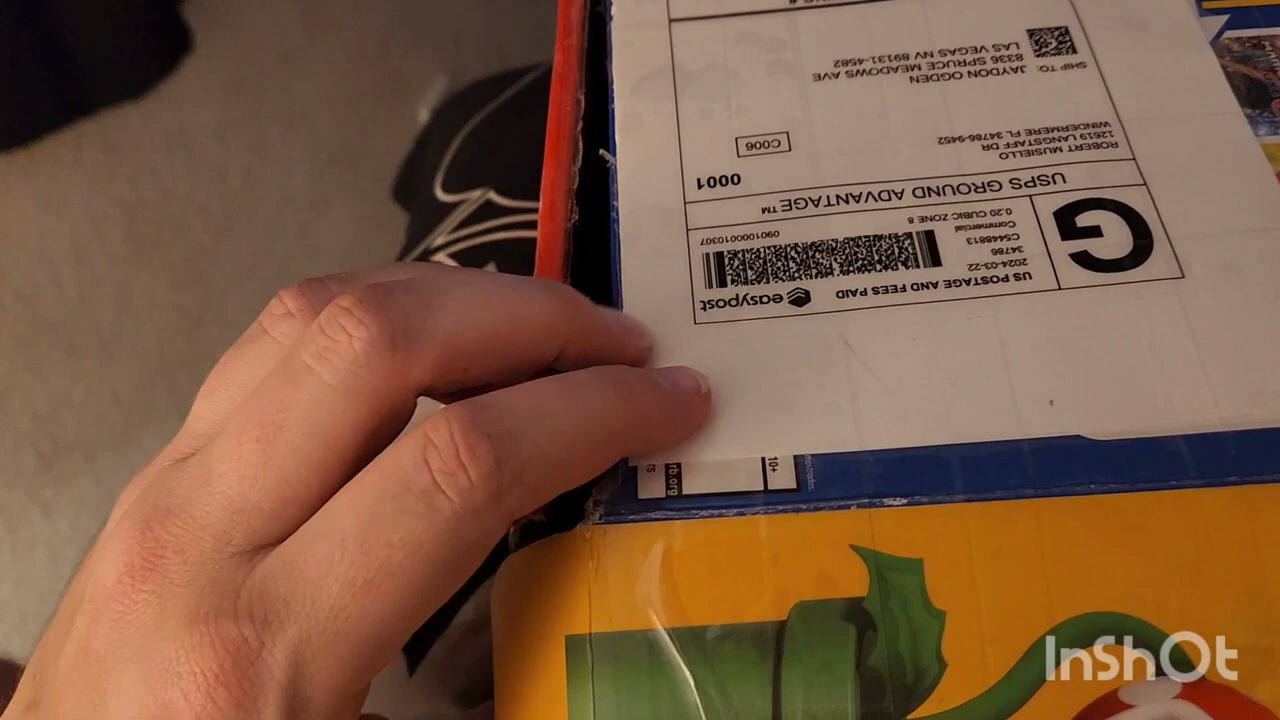 US POSTAGE AND FEES PAID
easypost
2024-03-22
34786
C5448813
Commercial
0.20 CUBIC ZONE 8
0901000010307
G
USPS GROUND ADVANTAGE™
ROBERT MUSIELLO
12619 LANGSTAFF DR
WINDERMERE FL 34786-9452
0001
C006
SHIP TO:
JAYDON OGDEN
8336 SPRUCE MEADOWS AVE
LAS VEGAS NV 89131-4582
rb.org
10+
InShOt